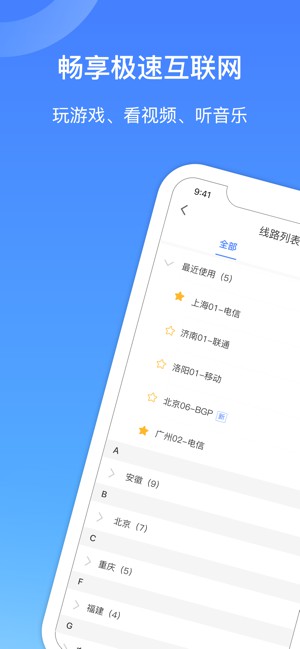 畅享极速互联网
玩游戏、看视频、听音乐
9:41
线路列表
全部
最近使用（5）
上海01-电信
济南01-联通
洛阳01-移动
北京06-BGP 新
广州02-电信
A
安徽（9）
B
北京（7）
C
重庆（5）
F
福建（4）
G